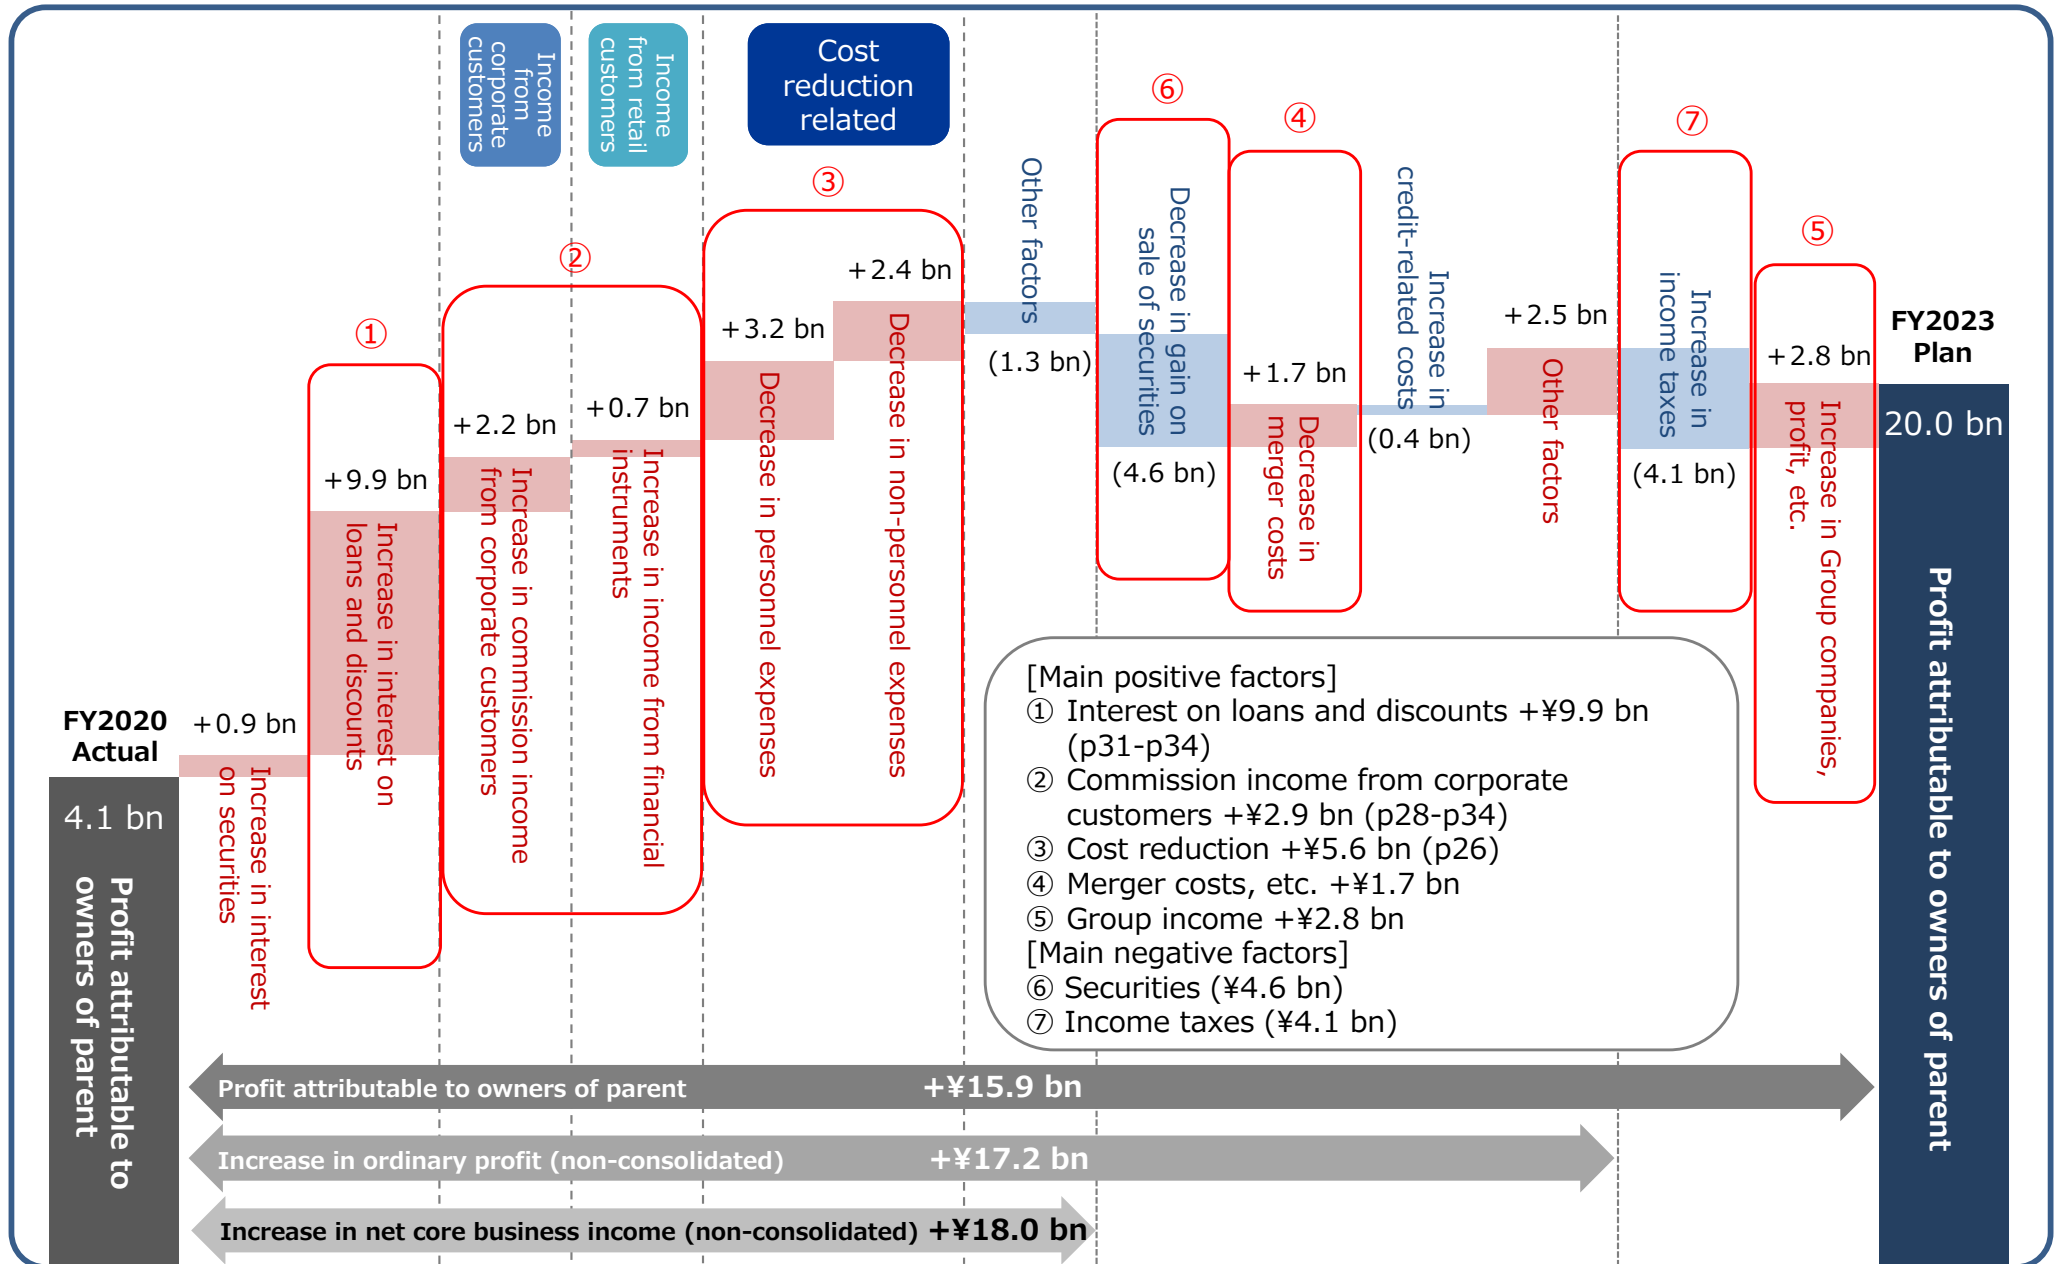 Income
from
corporate
customers
Income
from retail
customers
Cost
reduction
related
FY2020
Actual
4.1 bn
Profit attributable to
owners of parent
+0.9 bn
Increase in interest
on securities
①
+9.9 bn
Increase in interest on
loans and discounts
②
+2.2 bn
Increase in commission income
from corporate customers
+0.7 bn
Increase in income from financial
instruments
③
+3.2 bn
Decrease in personnel expenses
+2.4 bn
Decrease in non-personnel expenses
Other factors
(1.3 bn)
⑥
Decrease in gain on
sale of securities
(4.6 bn)
④
+1.7 bn
Decrease in
merger costs
Increase in
credit-related costs
(0.4 bn)
+2.5 bn
Other factors
⑦
Increase in
income taxes
(4.1 bn)
⑤
+2.8 bn
Increase in Group companies,
profit, etc.
FY2023
Plan
20.0 bn
Profit attributable to owners of parent
[Main positive factors]
① Interest on loans and discounts +¥9.9 bn
(p31-p34)
② Commission income from corporate
customers +¥2.9 bn (p28-p34)
③ Cost reduction +¥5.6 bn (p26)
④ Merger costs, etc. +¥1.7 bn
⑤ Group income +¥2.8 bn
[Main negative factors]
⑥ Securities (¥4.6 bn)
⑦ Income taxes (¥4.1 bn)
Profit attributable to owners of parent +¥15.9 bn
Increase in ordinary profit (non-consolidated) +¥17.2 bn
Increase in net core business income (non-consolidated) +¥18.0 bn